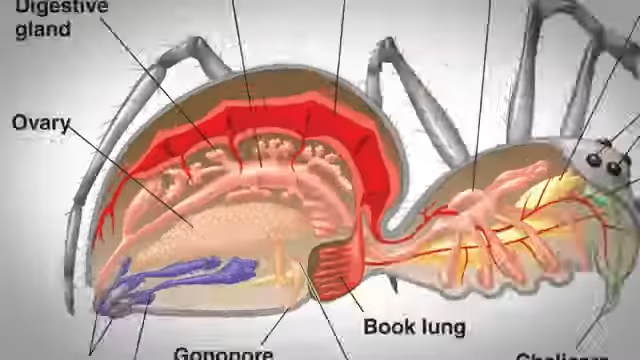 Digestive
gland
Ovary
Book lung
Gonopore
Chelicera